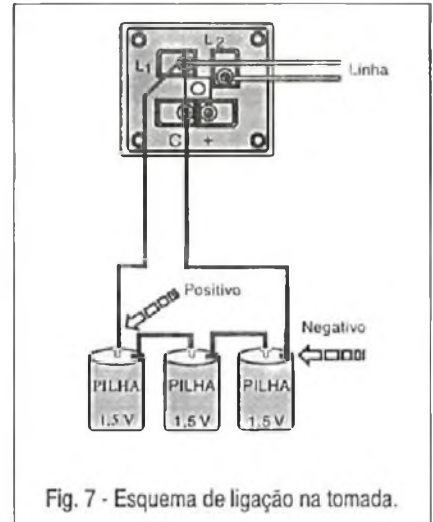 L₁ L₂
Linha
C +
Positivo
Negativo
PILHA PILHA PILHA
1,5 V 1,5 V 1,5 V
Fig. 7 - Esquema de ligação na tomada.